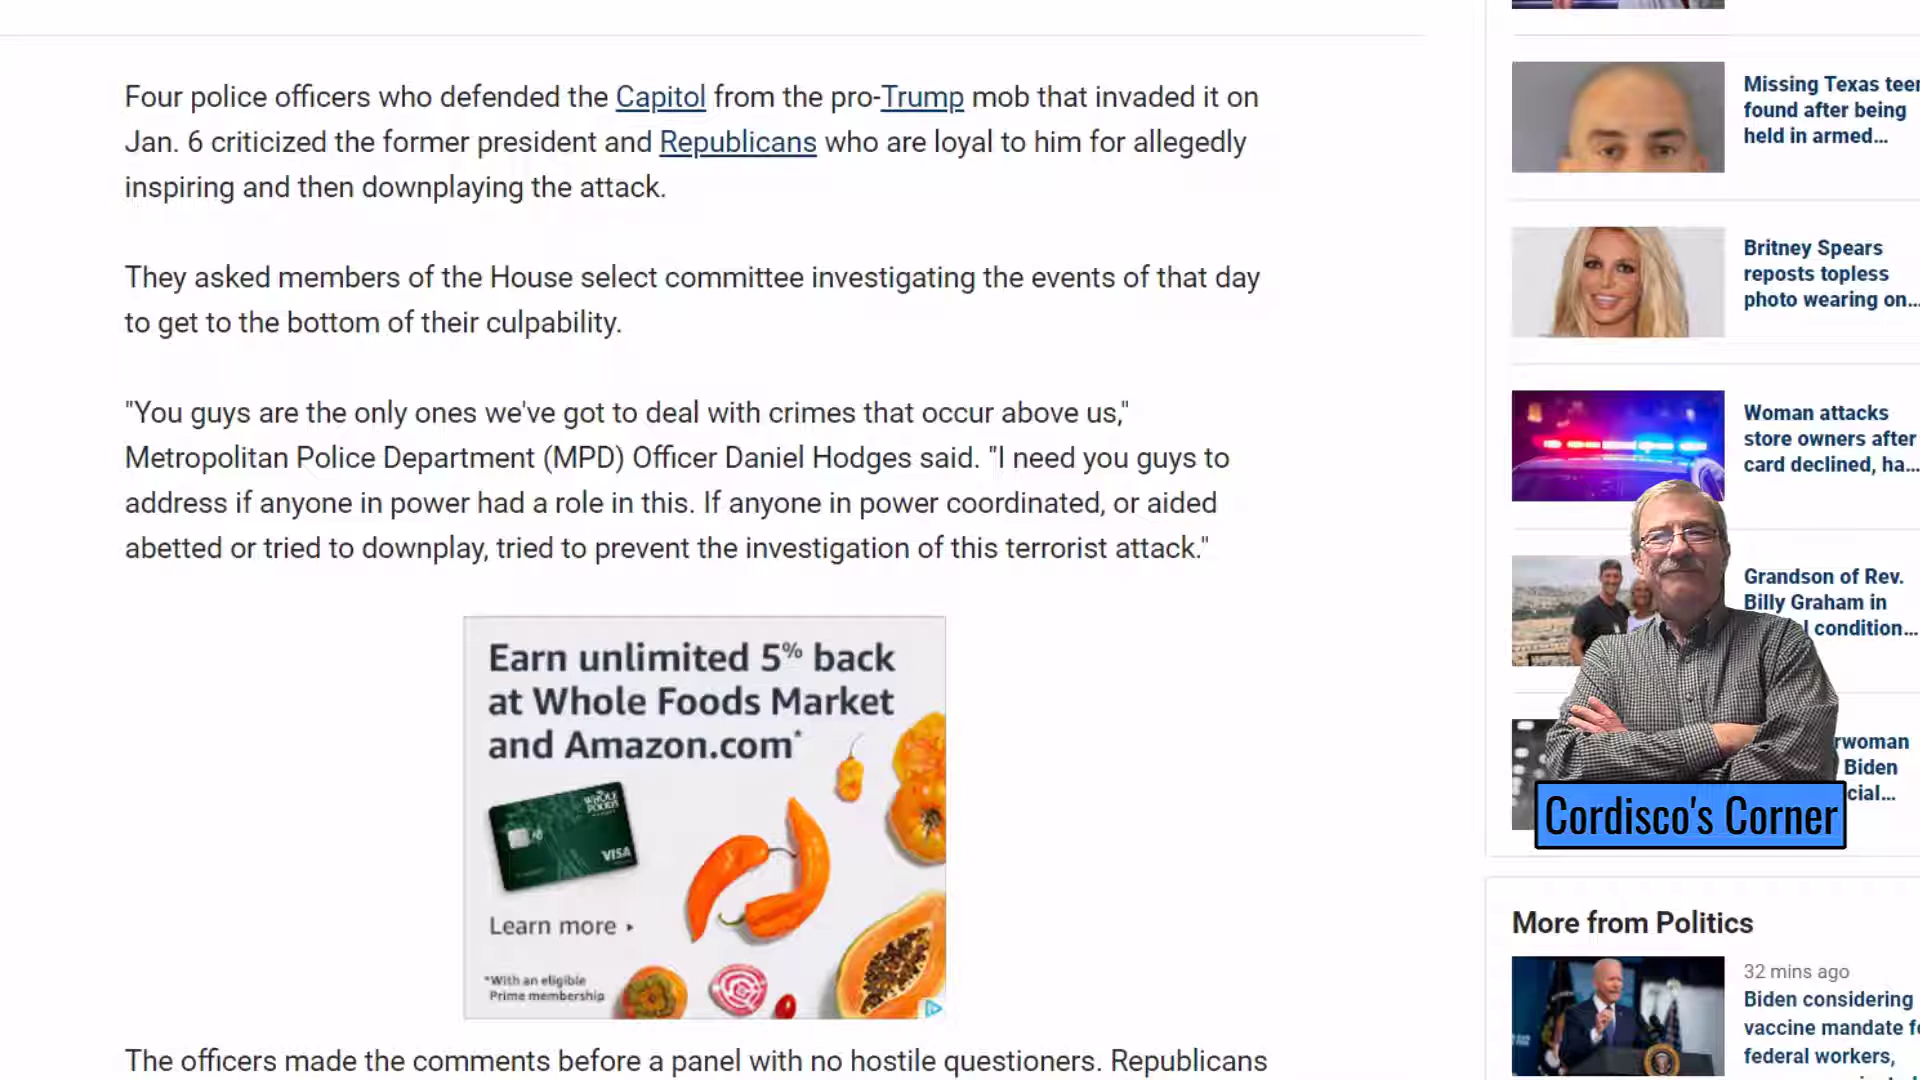 Four police officers who defended the Capitol from the pro-Trump mob that invaded it on
Jan. 6 criticized the former president and Republicans who are loyal to him for allegedly
inspiring and then downplaying the attack.
They asked members of the House select committee investigating the events of that day
to get to the bottom of their culpability.
"You guys are the only ones we've got to deal with crimes that occur above us,"
Metropolitan Police Department (MPD) Officer Daniel Hodges said. "I need you guys to
address if anyone in power had a role in this. If anyone in power coordinated, or aided
abetted or tried to downplay, tried to prevent the investigation of this terrorist attack."
Earn unlimited 5% back
at Whole Foods Market
and Amazon.com*
WHOLE
FOODS
VISA
Learn more
*With an eligible
Prime membership
The officers made the comments before a panel with no hostile questioners. Republicans
Missing Texas teen
found after being
held in armed...
Britney Spears
reposts topless
photo wearing on...
Woman attacks
store owners after
card declined, ha...
Grandson of Rev.
Billy Graham in
condition...
Biden
Cordisco's Corner
More from Politics
32 mins ago
Biden considering
vaccine mandate
federal workers,